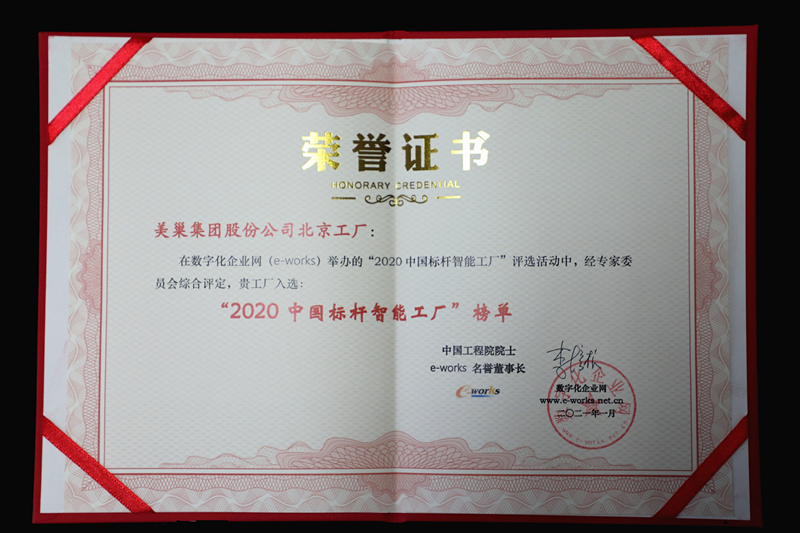 荣誉证书
HONORARY CREDENTIAL
美巢集团股份公司北京工厂：
在数字化企业网（e-works）举办的“2020中国标杆智能工厂”评选活动中，经专家委
员会综合评定，贵工厂入选：
“2020 中国标杆智能工厂”榜单
中国工程院院士
e-works 名誉董事长
e-works
数字化企业网
www.e-works.net.cn
二〇二一年一月